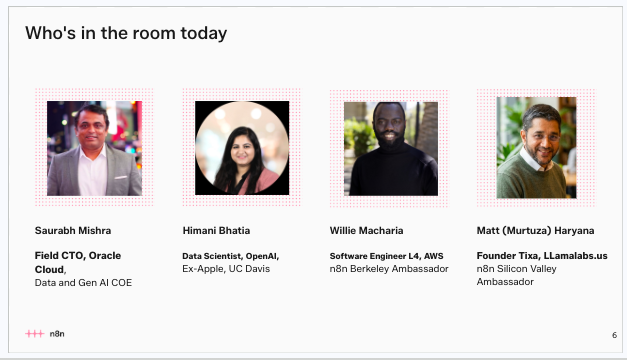 Who's in the room today
Saurabh Mishra
Field CTO, Oracle
Cloud,
Data and Gen AI COE
Himani Bhatia
Data Scientist, OpenAI,
Ex-Apple, UC Davis
Willie Macharia
Software Engineer L4, AWS
n8n Berkeley Ambassador
Matt (Murtuza) Haryana
Founder Tixa, LLamalabs.us
n8n Silicon Valley
Ambassador
n8n
6